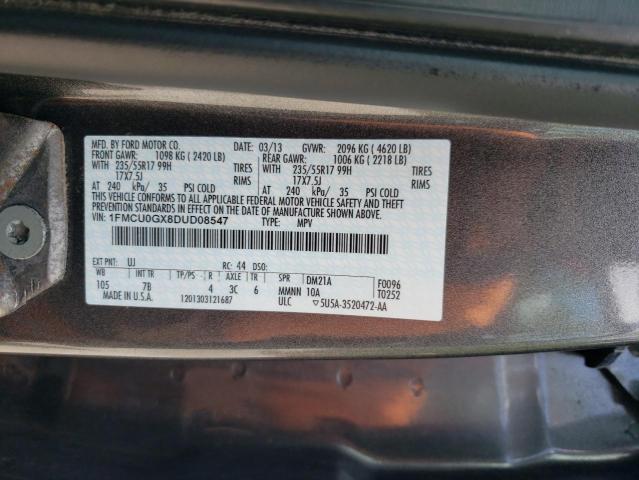 MFD. BY FORD MOTOR CO.
DATE: 03/13 GVWR: 2096 KG ( 4620 LB)
FRONT GAWR: 1098 KG ( 2420 LB) REAR GAWR: 1006 KG ( 2218 LB)
WITH 235/55R17 99H TIRES WITH 235/55R17 99H TIRES
17X7.5J RIMS 17X7.5J RIMS
AT 240 kPa/ 35 PSI COLD AT 240 kPa/ 35 PSI COLD
THIS VEHICLE CONFORMS TO ALL APPLICABLE FEDERAL MOTOR VEHICLE SAFETY, BUMPER, AND THEFT PREVENTION STANDARDS IN EFFECT ON THE DATE OF MANUFACTURE SHOWN ABOVE.
VIN: 1FMCU0GX8DUD08547 TYPE: MPV
EXT PNT: UJ RC: 44 DSO:
WB INT TR TP/PS R AXLE TR SPR DM21A F0096
105 7B 4 3C 6 MMNN 10A T0252
MADE IN U.S.A. 1201303121687 ULC ▽5U5A-3520472-AA